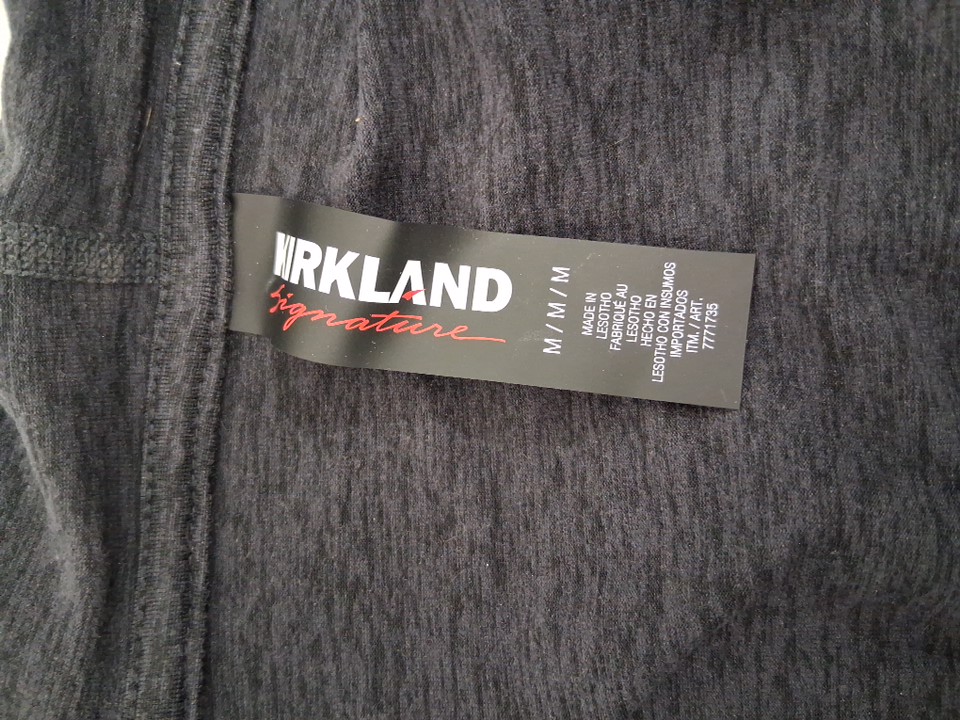 KIRKLAND
Signature
M / M / M
MADE IN
LESOTHO
FABRIQUÉ AU
LESOTHO
HECHO EN
LESOTHO CON INSUMOS
IMPORTADOS
ITM. / ART.
7771735